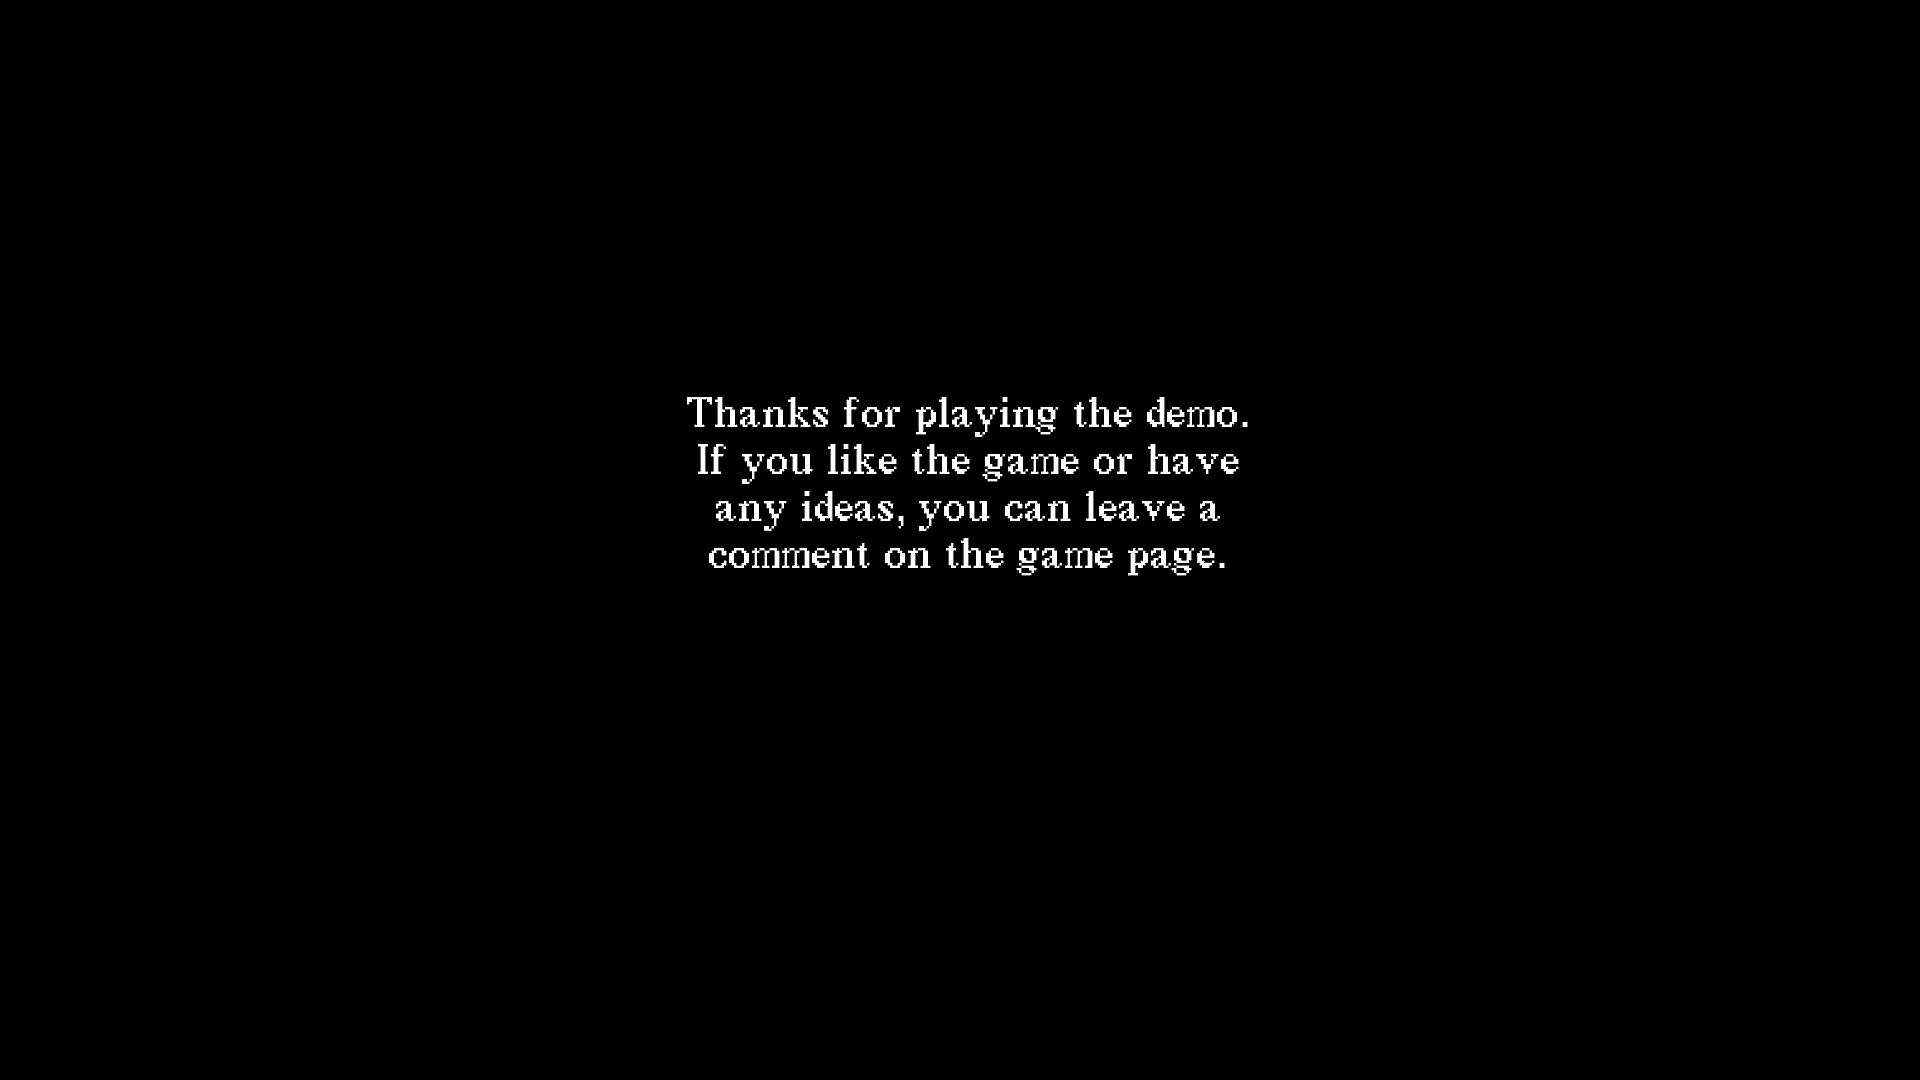 Thanks for playing the demo.
If you like the game or have
any ideas, you can leave a
comment on the game page.